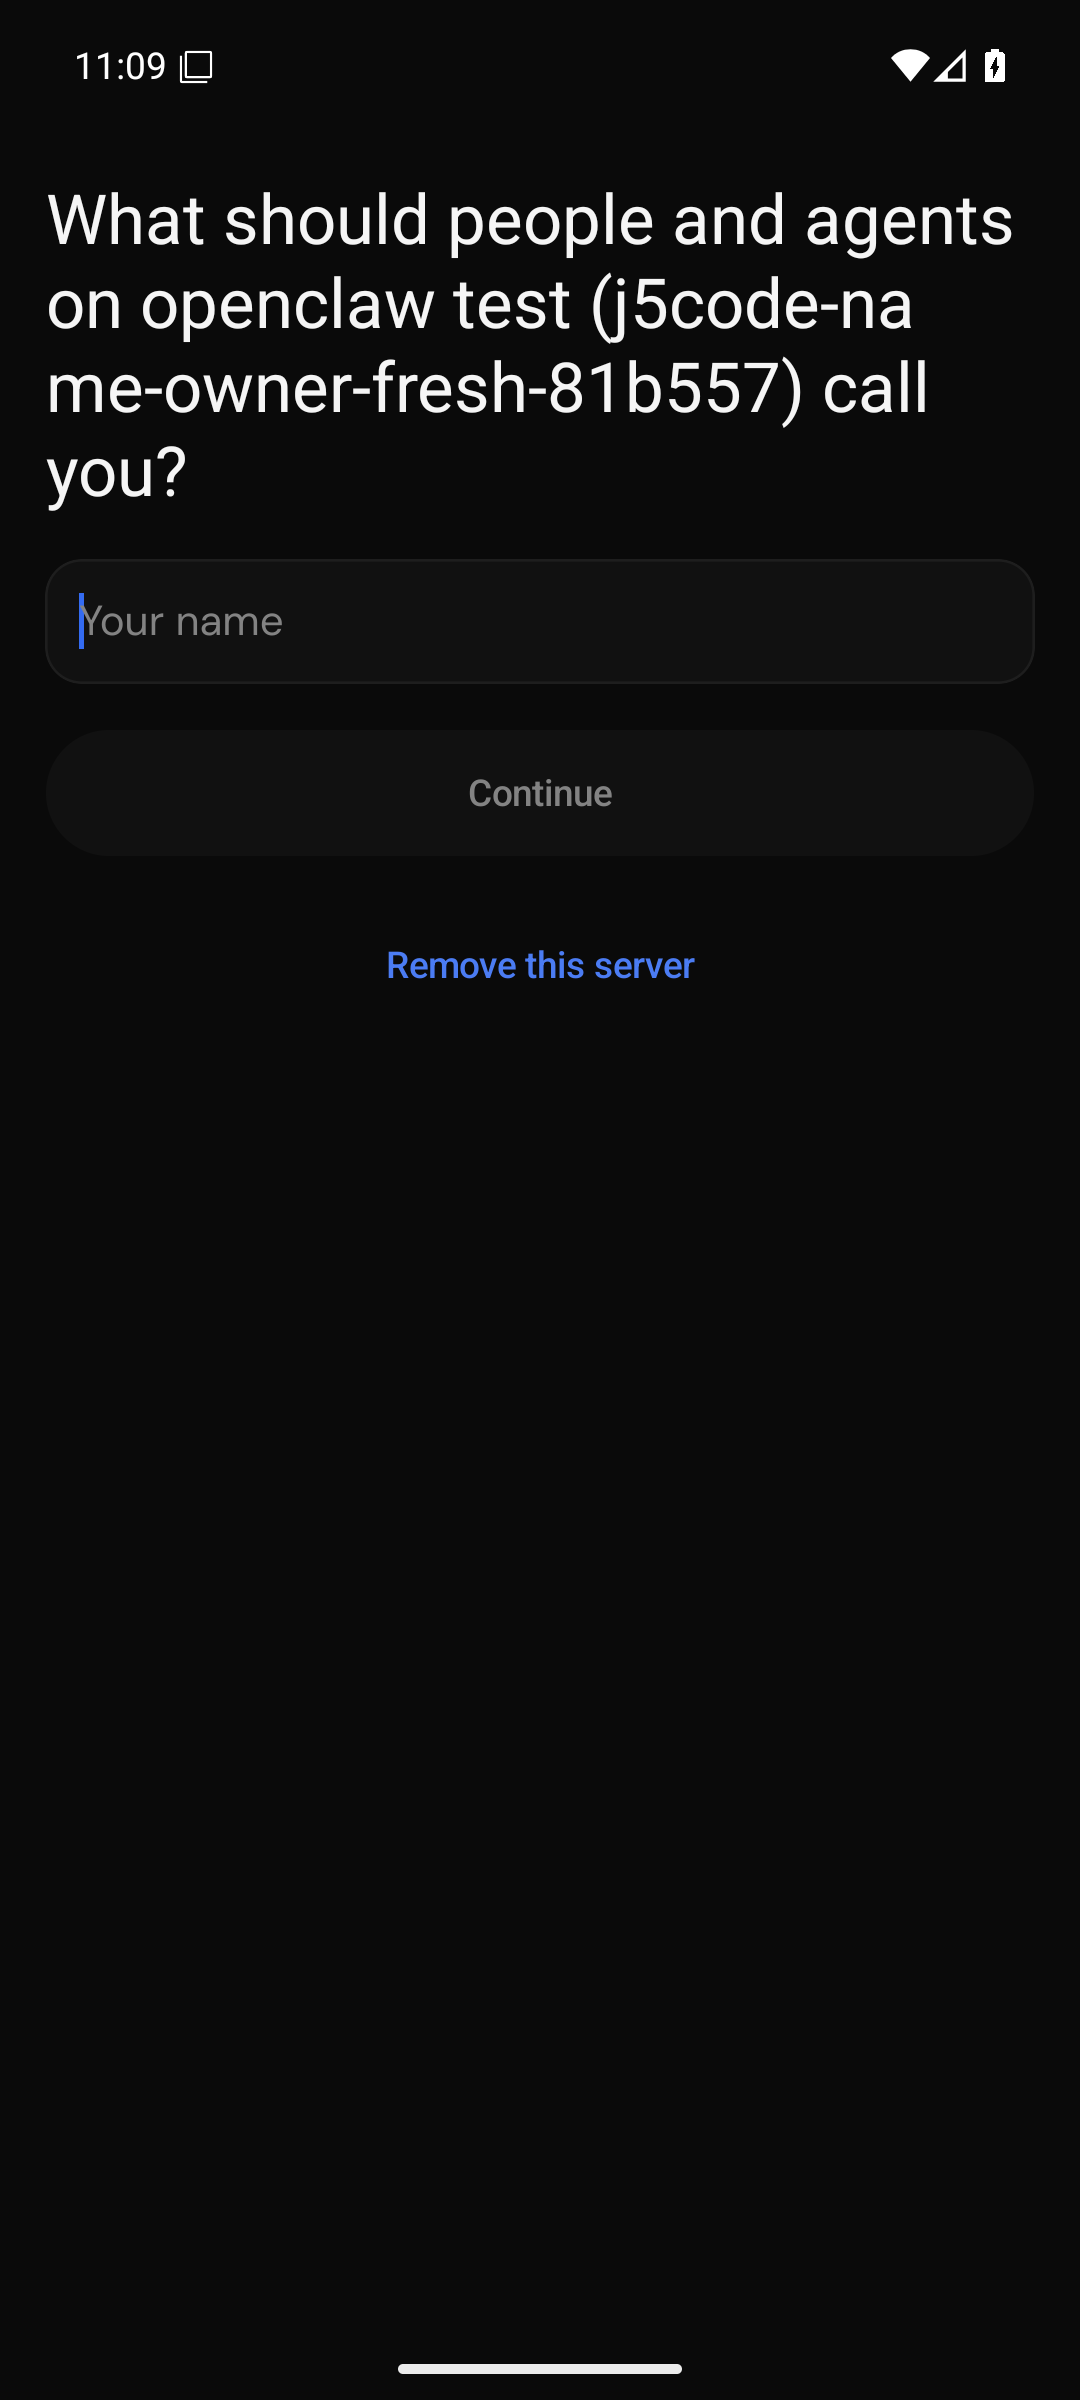 11:09
What should people and agents
on openclaw test (j5code-na
me-owner-fresh-81b557) call
you?
Your name
Continue
Remove this server